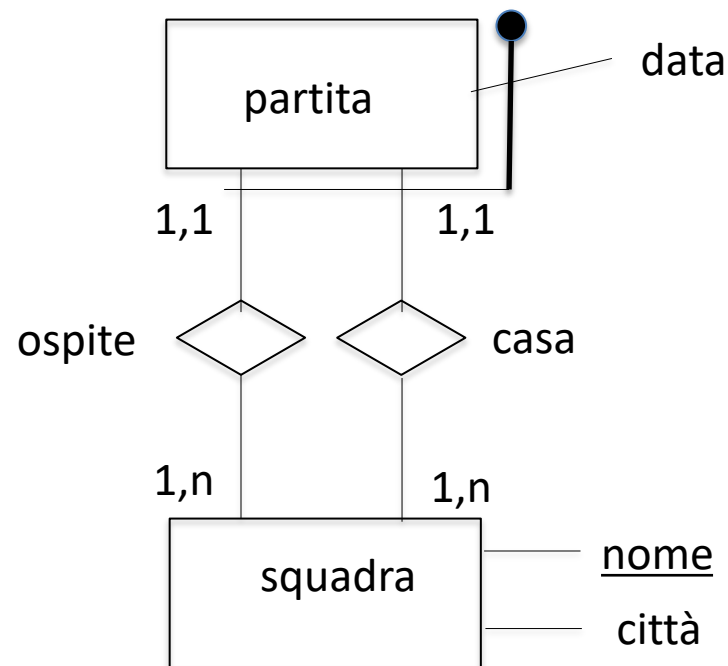 data
partita
1,1
1,1
ospite
casa
1,n
1,n
nome
squadra
città